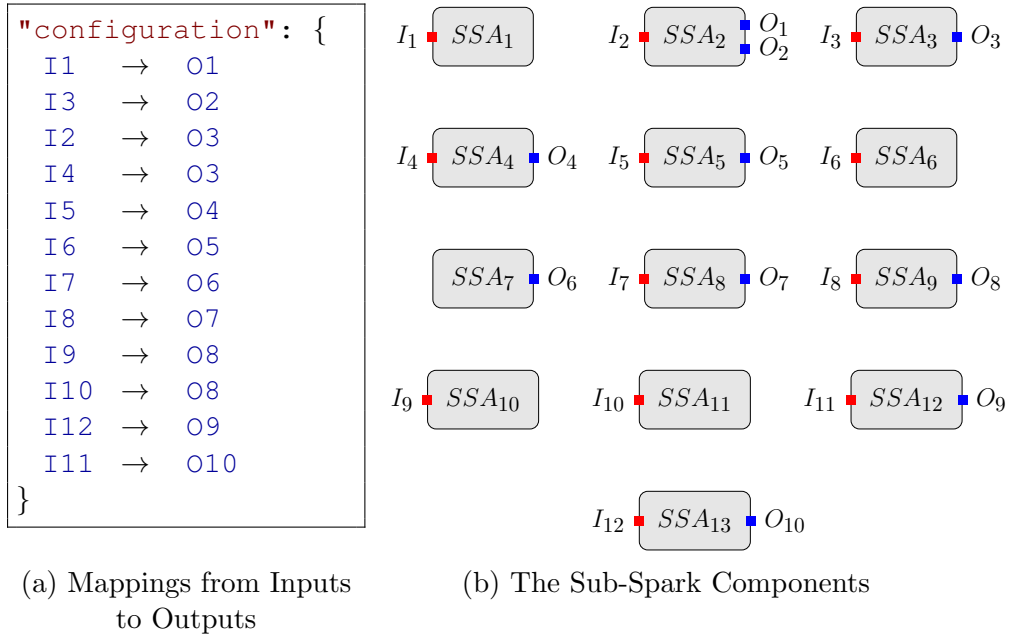 "configuration": {
I1 → O1
I3 → O2
I2 → O3
I4 → O3
I5 → O4
I6 → O5
I7 → O6
I8 → O7
I9 → O8
I10 → O8
I12 → O9
I11 → O10
}
(a) Mappings from Inputs
to Outputs
I₁ SSA₁
I₂ SSA₂ O₁
O₂
I₃ SSA₃ O₃
I₄ SSA₄ O₄
I₅ SSA₅ O₅
I₆ SSA₆
SSA₇ O₆
I₇ SSA₈ O₇
I₈ SSA₉ O₈
I₉ SSA₁₀
I₁₀ SSA₁₁
I₁₁ SSA₁₂ O₉
I₁₂ SSA₁₃ O₁₀
(b) The Sub-Spark Components